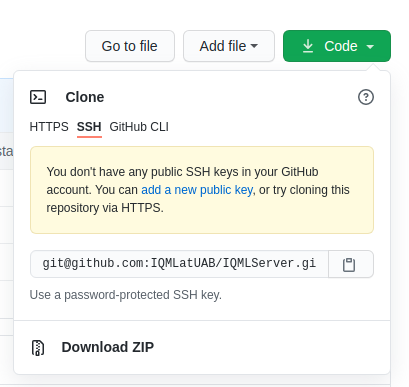 Go to file Add file Code
Clone
HTTPS SSH GitHub CLI
You don't have any public SSH keys in your GitHub
account. You can add a new public key, or try cloning this
repository via HTTPS.
git@github.com:IQMLatUAB/IQMLServer.gi
Use a password-protected SSH key.
Download ZIP